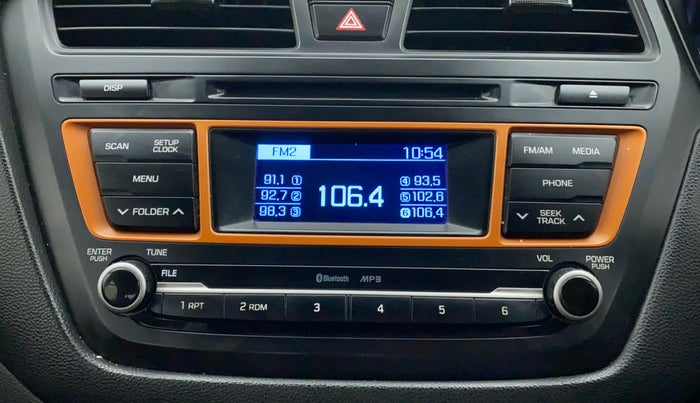 DISP
SCAN SETUP CLOCK
MENU
FOLDER
FM2 10:54
91.1 1 4 93.5
92.7 2 106.4 5 102.6
98.3 3 6 106.4
FM/AM MEDIA
PHONE
SEEK TRACK
ENTER PUSH TUNE
FILE
Bluetooth MP3
VOL POWER PUSH
1 RPT 2 RDM 3 4 5 6